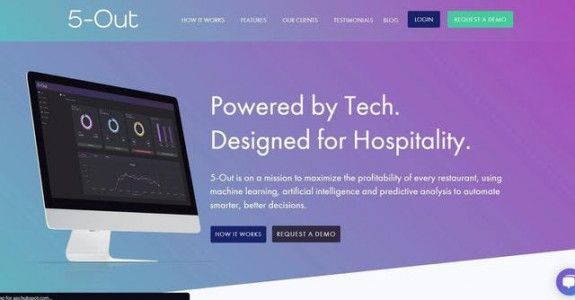 5-Out
HOW IT WORKS FEATURES OUR CLIENTS TESTIMONIALS BLOG LOGIN REQUEST A DEMO
Powered by Tech.
Designed for Hospitality.
5-Out is on a mission to maximize the profitability of every restaurant, using
machine learning, artificial intelligence and predictive analysis to automate
smarter, better decisions.
HOW IT WORKS REQUEST A DEMO